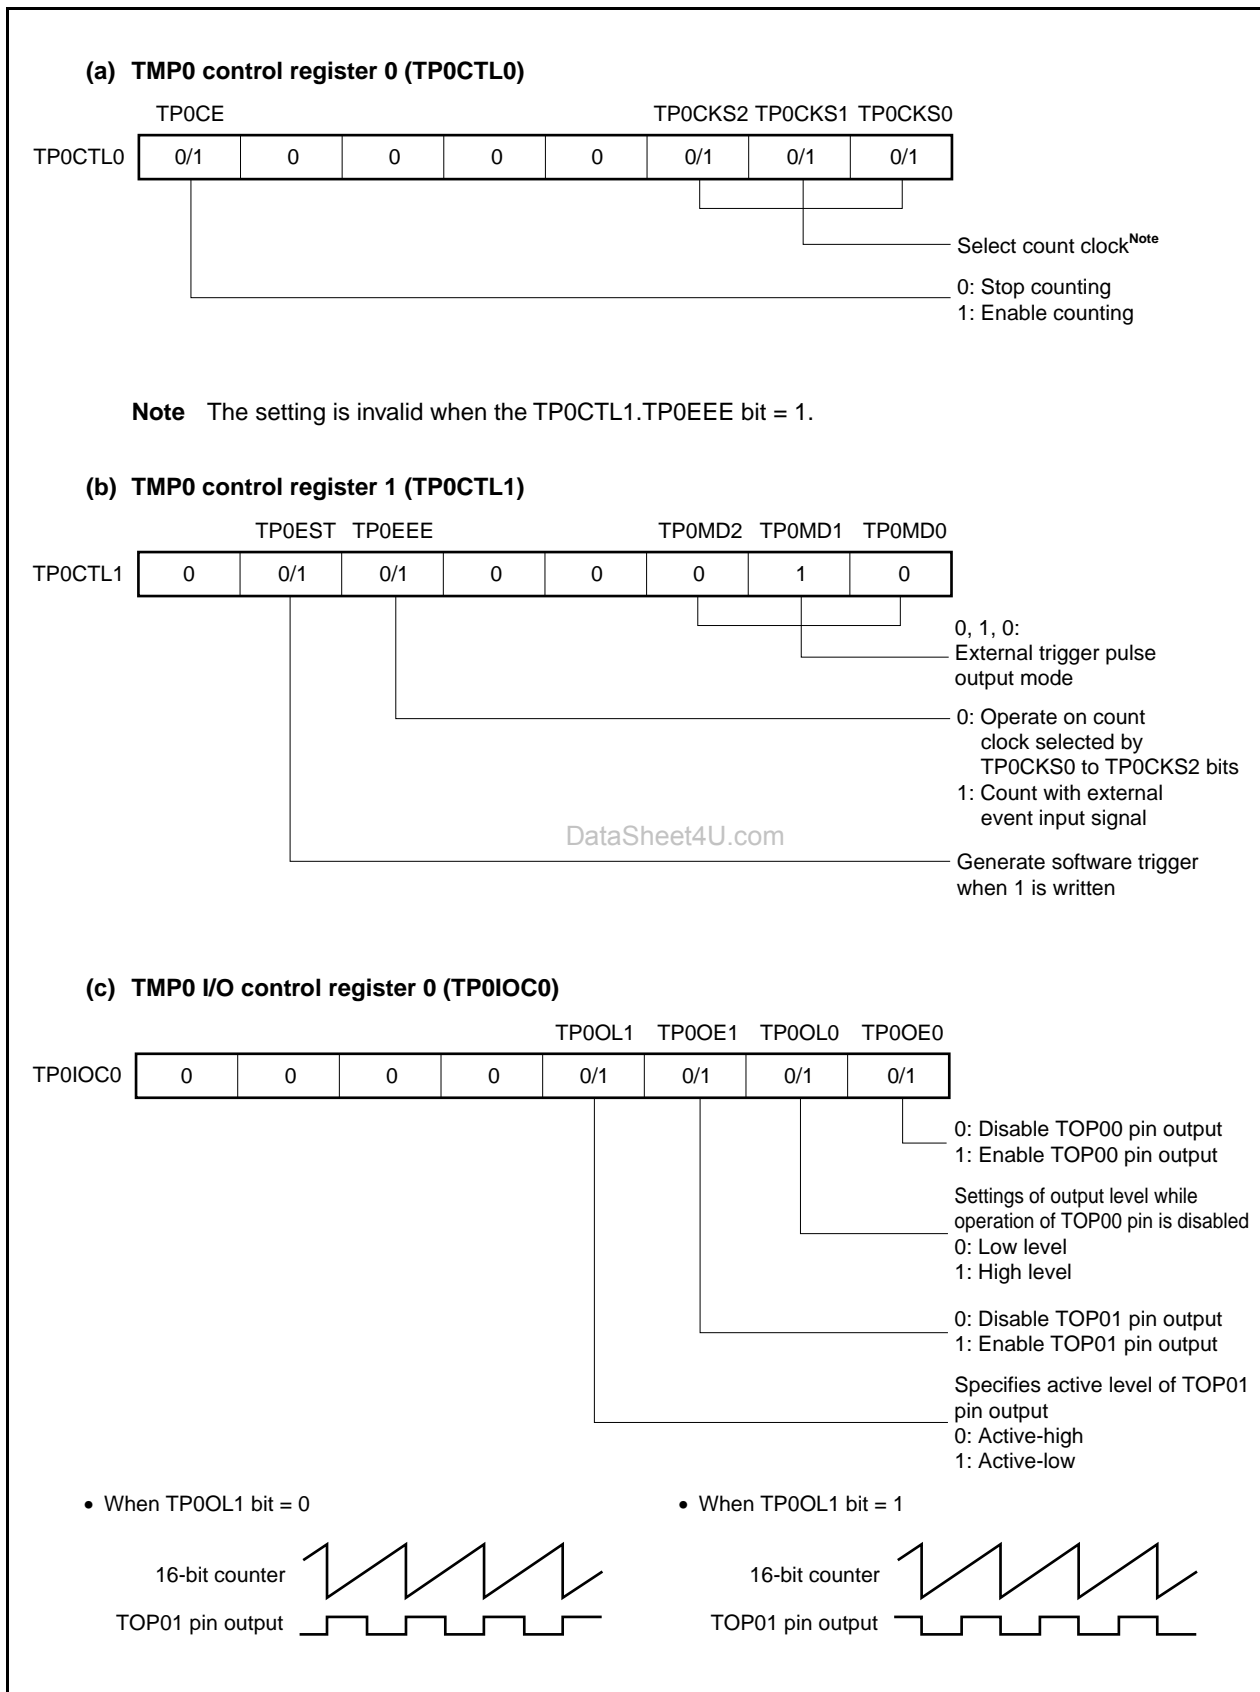 (a) TMP0 control register 0 (TP0CTL0)
TP0CE TP0CKS2 TP0CKS1 TP0CKS0
TP0CTL0 0/1 0 0 0 0 0/1 0/1 0/1
Select count clockNote
0: Stop counting
1: Enable counting
Note The setting is invalid when the TP0CTL1.TP0EEE bit = 1.
(b) TMP0 control register 1 (TP0CTL1)
TP0EST TP0EEE TP0MD2 TP0MD1 TP0MD0
TP0CTL1 0 0/1 0/1 0 0 0 1 0
0, 1, 0:
External trigger pulse
output mode
0: Operate on count
clock selected by
TP0CKS0 to TP0CKS2 bits
1: Count with external
event input signal
DataSheet4U.com
Generate software trigger
when 1 is written
(c) TMP0 I/O control register 0 (TP0IOC0)
TP0OL1 TP0OE1 TP0OL0 TP0OE0
TP0IOC0 0 0 0 0 0/1 0/1 0/1 0/1
0: Disable TOP00 pin output
1: Enable TOP00 pin output
Settings of output level while
operation of TOP00 pin is disabled
0: Low level
1: High level
0: Disable TOP01 pin output
1: Enable TOP01 pin output
Specifies active level of TOP01
pin output
0: Active-high
1: Active-low
• When TP0OL1 bit = 0
16-bit counter
TOP01 pin output
• When TP0OL1 bit = 1
16-bit counter
TOP01 pin output